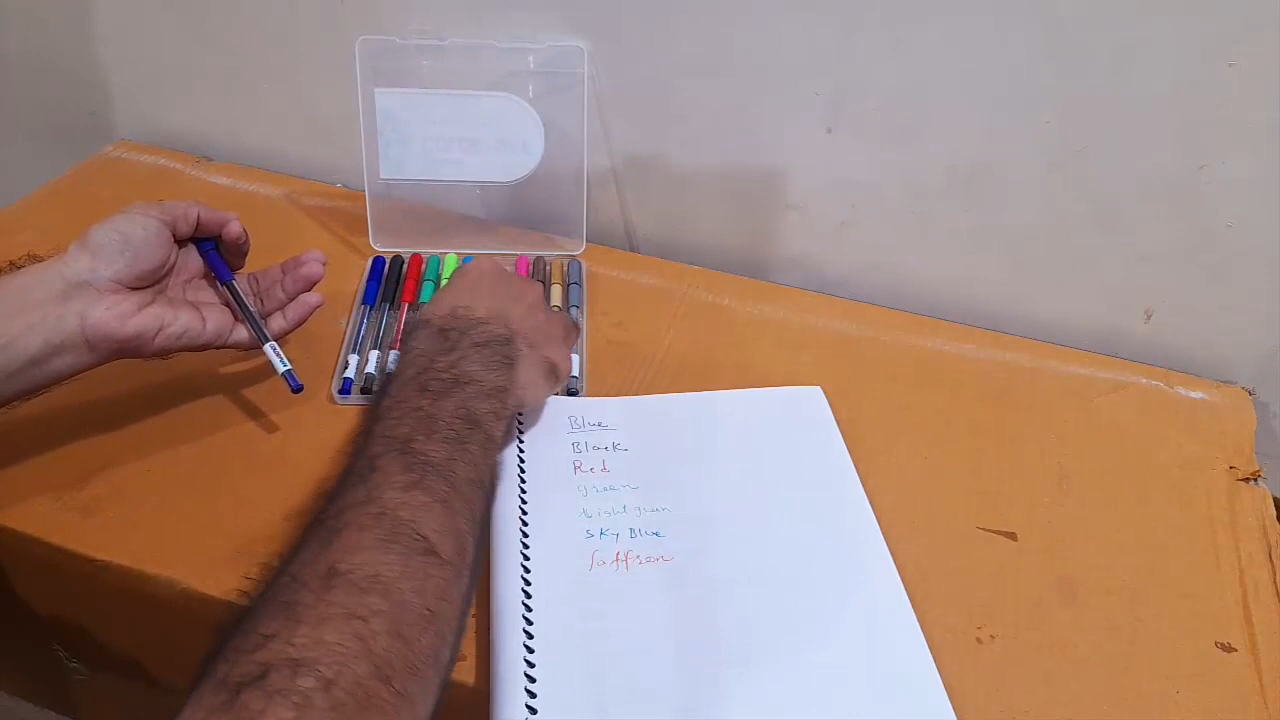 Blue
Black
Red
green
light green
Sky Blue
Saffron